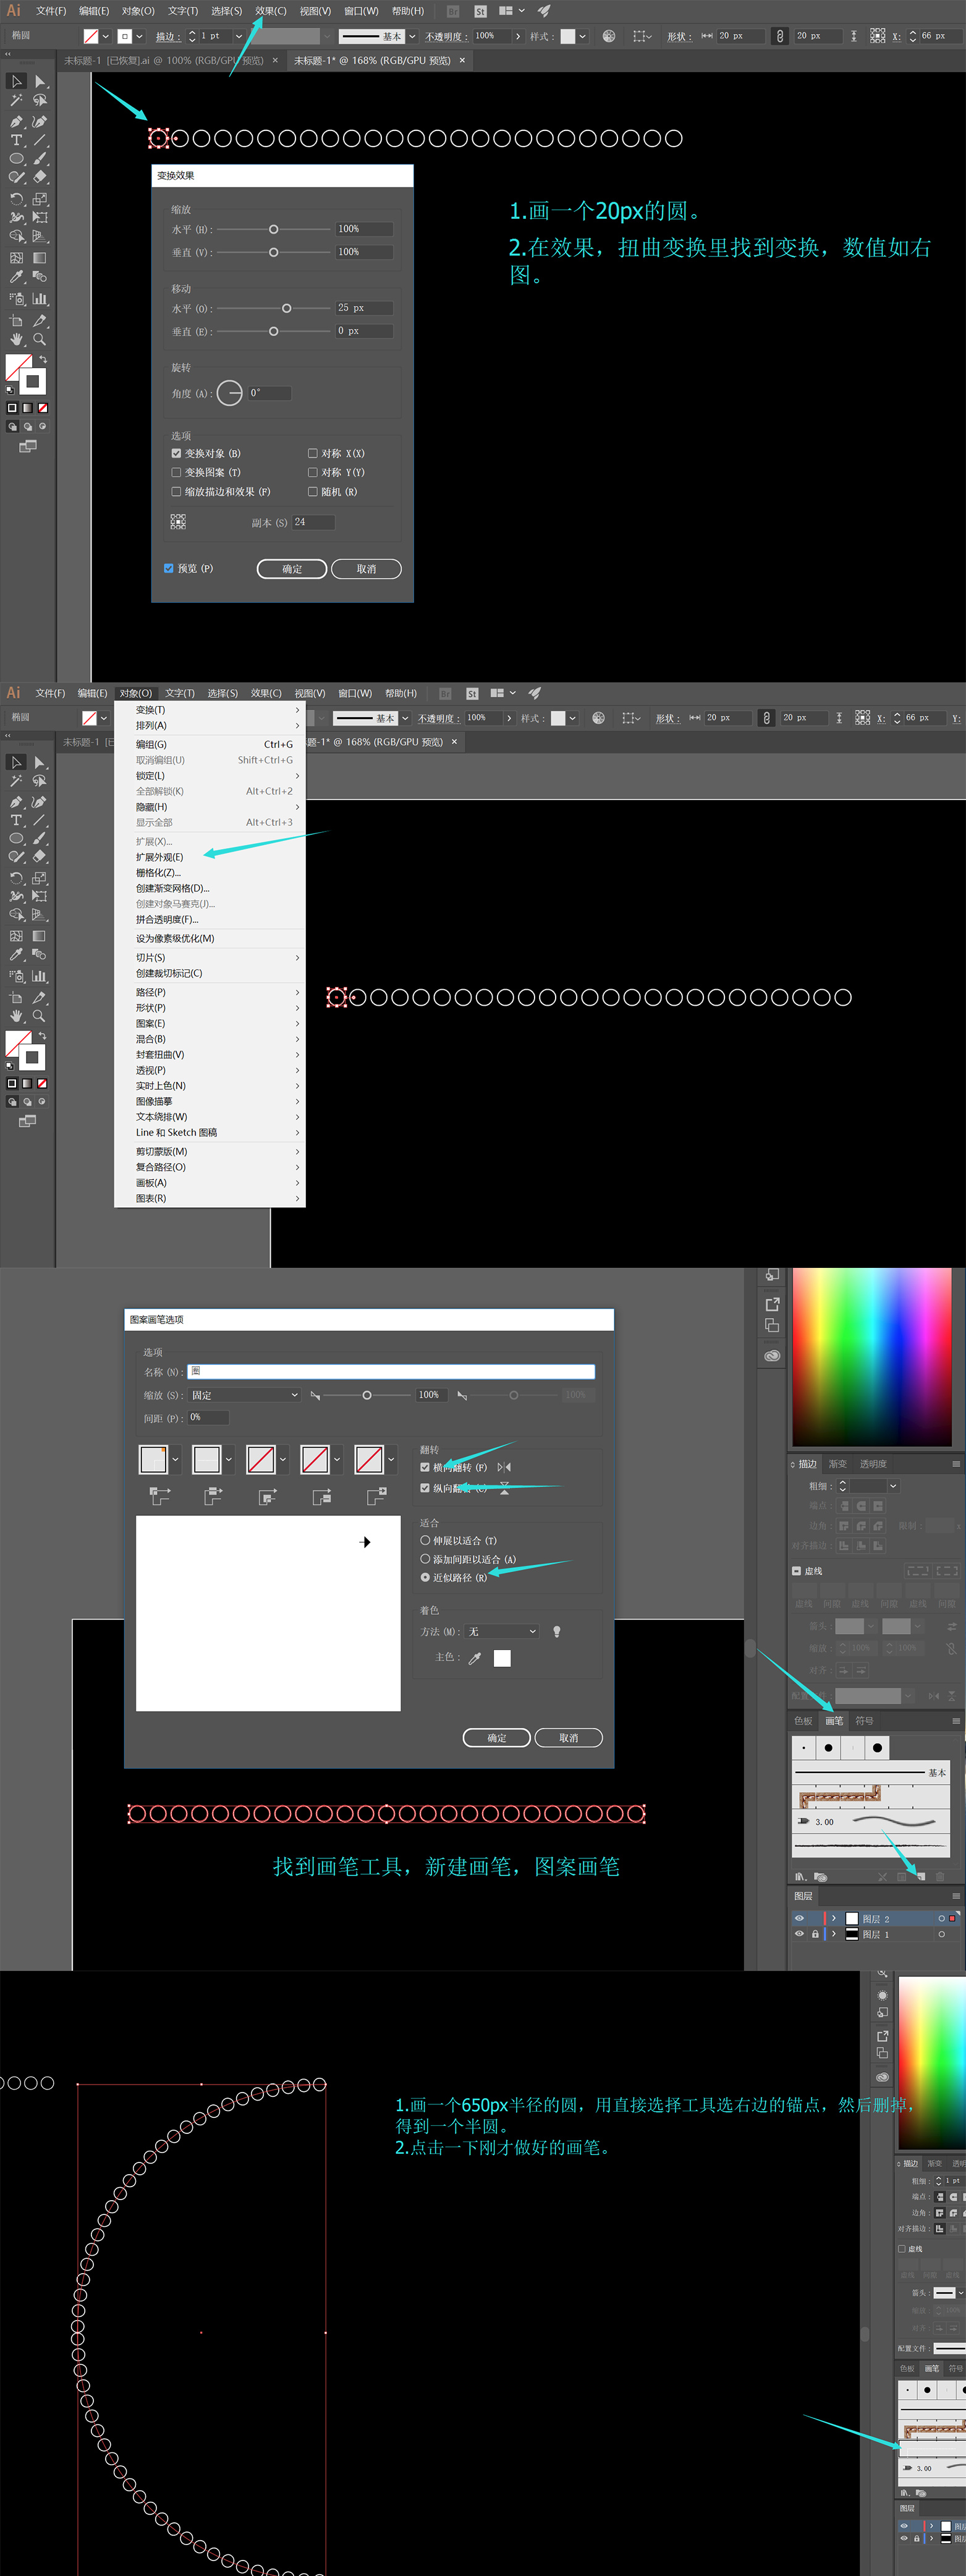 Ai 文件(F) 编辑(E) 对象(O) 文字(T) 选择(S) 效果(C) 视图(V) 窗口(W) 帮助(H) Br St
椭圆 描边: 1 pt 基本 不透明度: 100% 样式: 形状: 20 px 20 px X: 66 px
未标题-1 [已恢复].ai @ 100% (RGB/GPU 预览) × 未标题-1* @ 168% (RGB/GPU 预览) ×
变换效果
缩放
水平 (H): 100%
垂直 (V): 100%
移动
水平 (O): 25 px
垂直 (E): 0 px
旋转
角度 (A): 0°
选项
变换对象 (B) 对称 X(X)
变换图案 (T) 对称 Y(Y)
缩放描边和效果 (F) 随机 (R)
副本 (S) 24
预览 (P) 确定 取消
1.画一个20px的圆。
2.在效果，扭曲变换里找到变换，数值如右
图。
Ai 文件(F) 编辑(E) 对象(O) 文字(T) 选择(S) 效果(C) 视图(V) 窗口(W) 帮助(H) Br St
椭圆 基本 不透明度: 100% 样式: 形状: 20 px 20 px X: 66 px Y:
未标题-1 [已 题-1* @ 168% (RGB/GPU 预览) ×
变换(T)
排列(A)
编组(G) Ctrl+G
取消编组(U) Shift+Ctrl+G
锁定(L)
全部解锁(K) Alt+Ctrl+2
隐藏(H)
显示全部 Alt+Ctrl+3
扩展(X)...
扩展外观(E)
栅格化(Z)...
创建渐变网格(D)...
创建对象马赛克(J)...
拼合透明度(F)...
设为像素级优化(M)
切片(S)
创建裁切标记(C)
路径(P)
形状(P)
图案(E)
混合(B)
封套扭曲(V)
透视(P)
实时上色(N)
图像描摹
文本绕排(W)
Line 和 Sketch 图稿
剪切蒙版(M)
复合路径(O)
画板(A)
图表(R)
图案画笔选项
选项
名称 (N): 圈
缩放 (S): 固定 100% 100%
间距 (P): 0%
翻转
横向翻转 (F)
纵向翻
适合
伸展以适合 (T)
添加间距以适合 (A)
近似路径 (R)
着色
方法 (M): 无
主色:
确定 取消
找到画笔工具，新建画笔，图案画笔
描边 渐变 透明度
粗细:
端点:
边角: 限制: x
对齐描边:
虚线
虚线 间隙 虚线 间隙 虚线 间隙
箭头:
缩放: 100% 100%
对齐:
色板 画笔 符号
基本
3.00
图层
图层 2
图层 1
1.画一个650px半径的圆，用直接选择工具选右边的锚点，然后删掉，
得到一个半圆。
2.点击一下刚才做好的画笔。
描边 渐变 透明
粗细: 1 pt
端点:
边角:
对齐描边:
虚线
虚线 间隙 虚线
箭头:
缩放: 100%
对齐:
配置文件:
色板 画笔 符号
3.00
图层